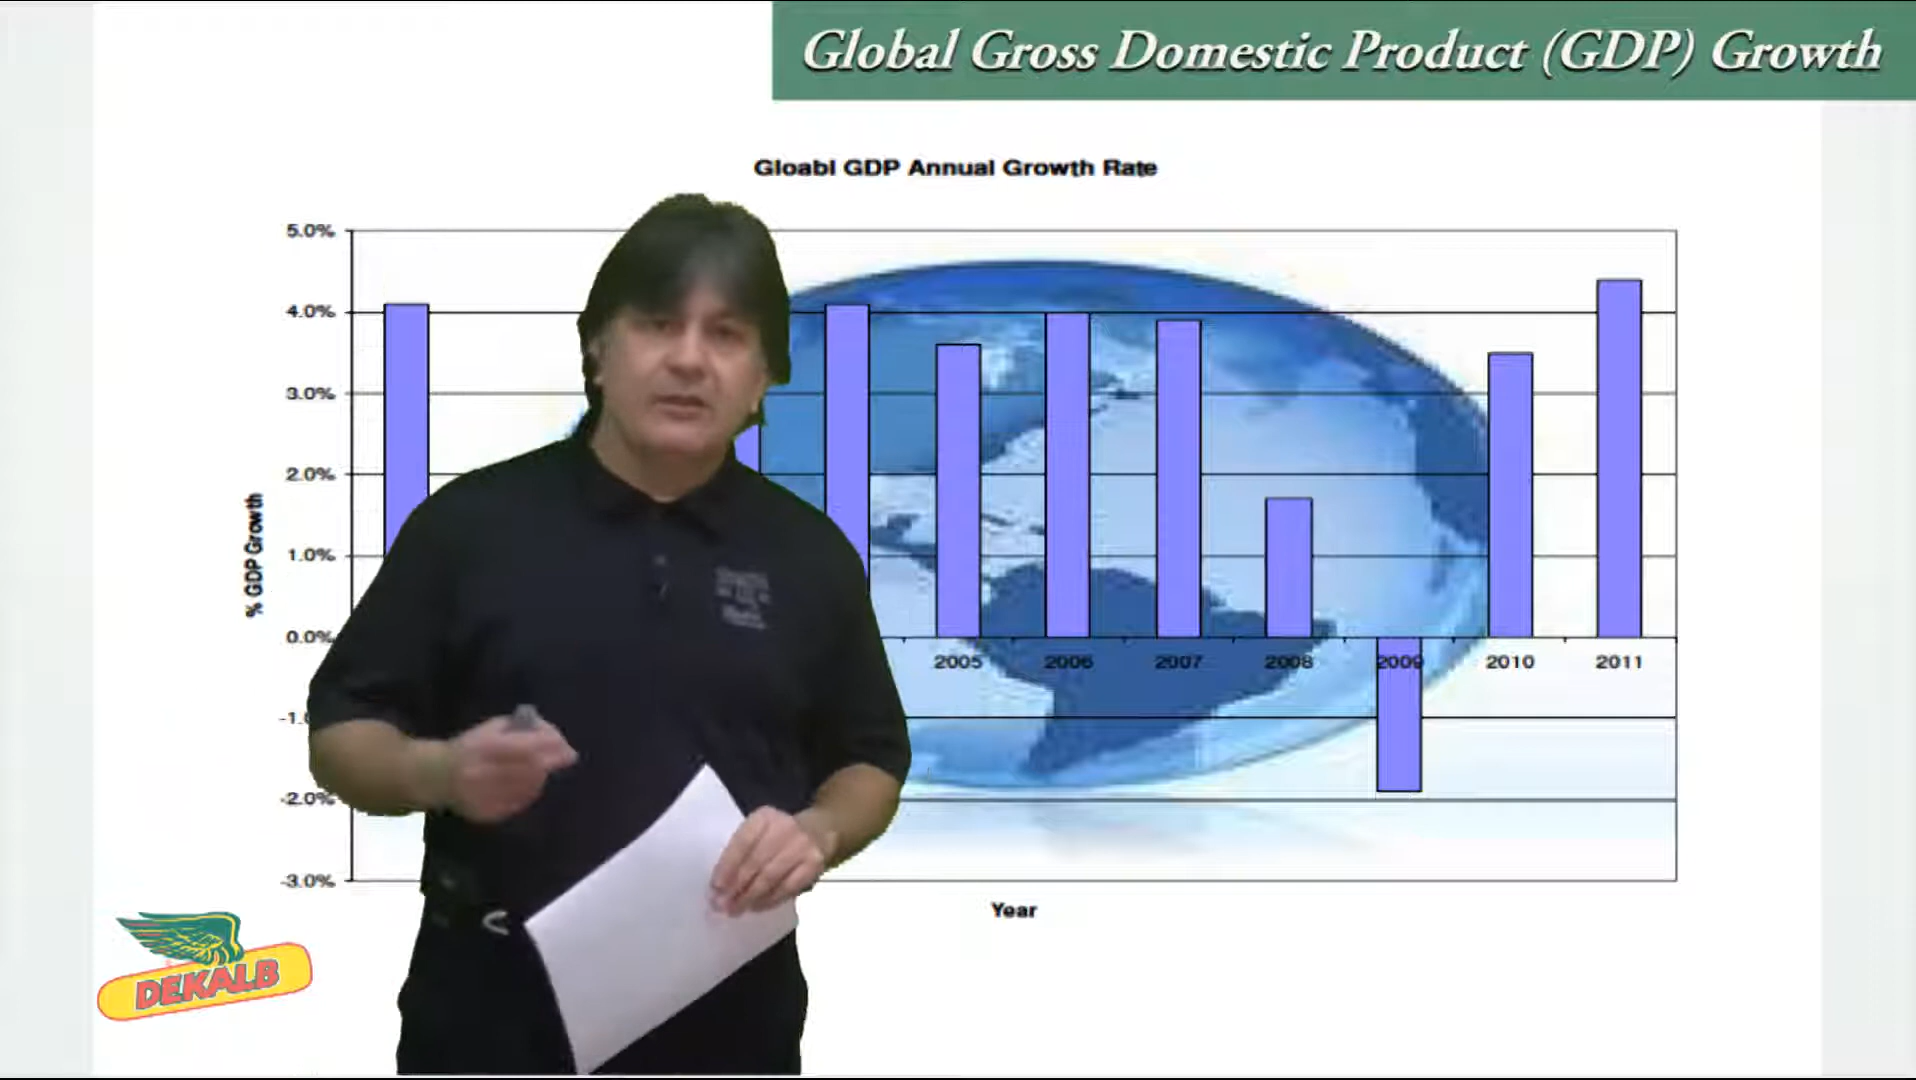 Global Gross Domestic Product (GDP) Growth
Gloabl GDP Annual Growth Rate
5.0%
4.0%
3.0%
2.0%
1.0%
0.0%
-1.
-2.0%
-3.0%
% GDP Growth
2005 2006 2007 2008 2009 2010 2011
Year
DEKALB